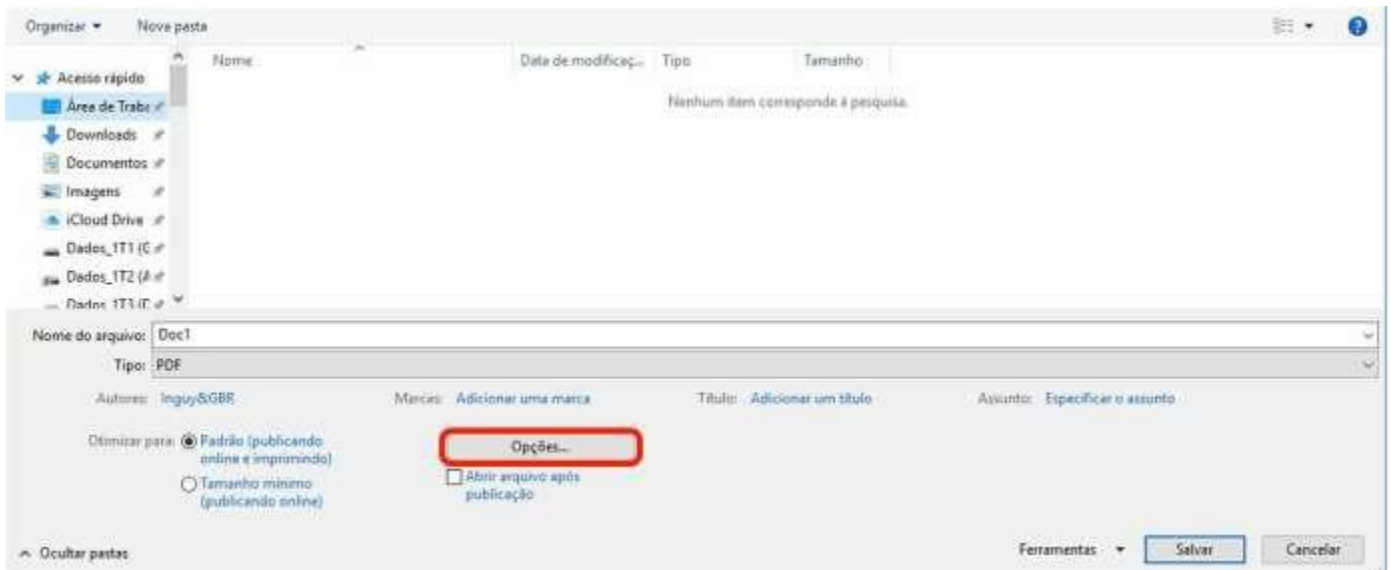 Organizar Nova pasta
Nome Data de modificaç... Tipo Tamanho
Acesso rápido
Nenhum item corresponde à pesquisa.
Área de Traba
Downloads
Documentos
Imagens
iCloud Drive
Dados_1T1 (C
Dados_1T2 (A
Dados_1T3 (D
Nome do arquivo: Doc1
Tipo: PDF
Autores: Inguy&GBR Marcas: Adicionar uma marca Título: Adicionar um título Assunto: Especificar o assunto
Otimizar para: Padrão (publicando
online e imprimindo)
Opções...
Tamanho mínimo
(publicando online)
Abrir arquivo após
publicação
Ocultar pastas
Ferramentas Salvar Cancelar